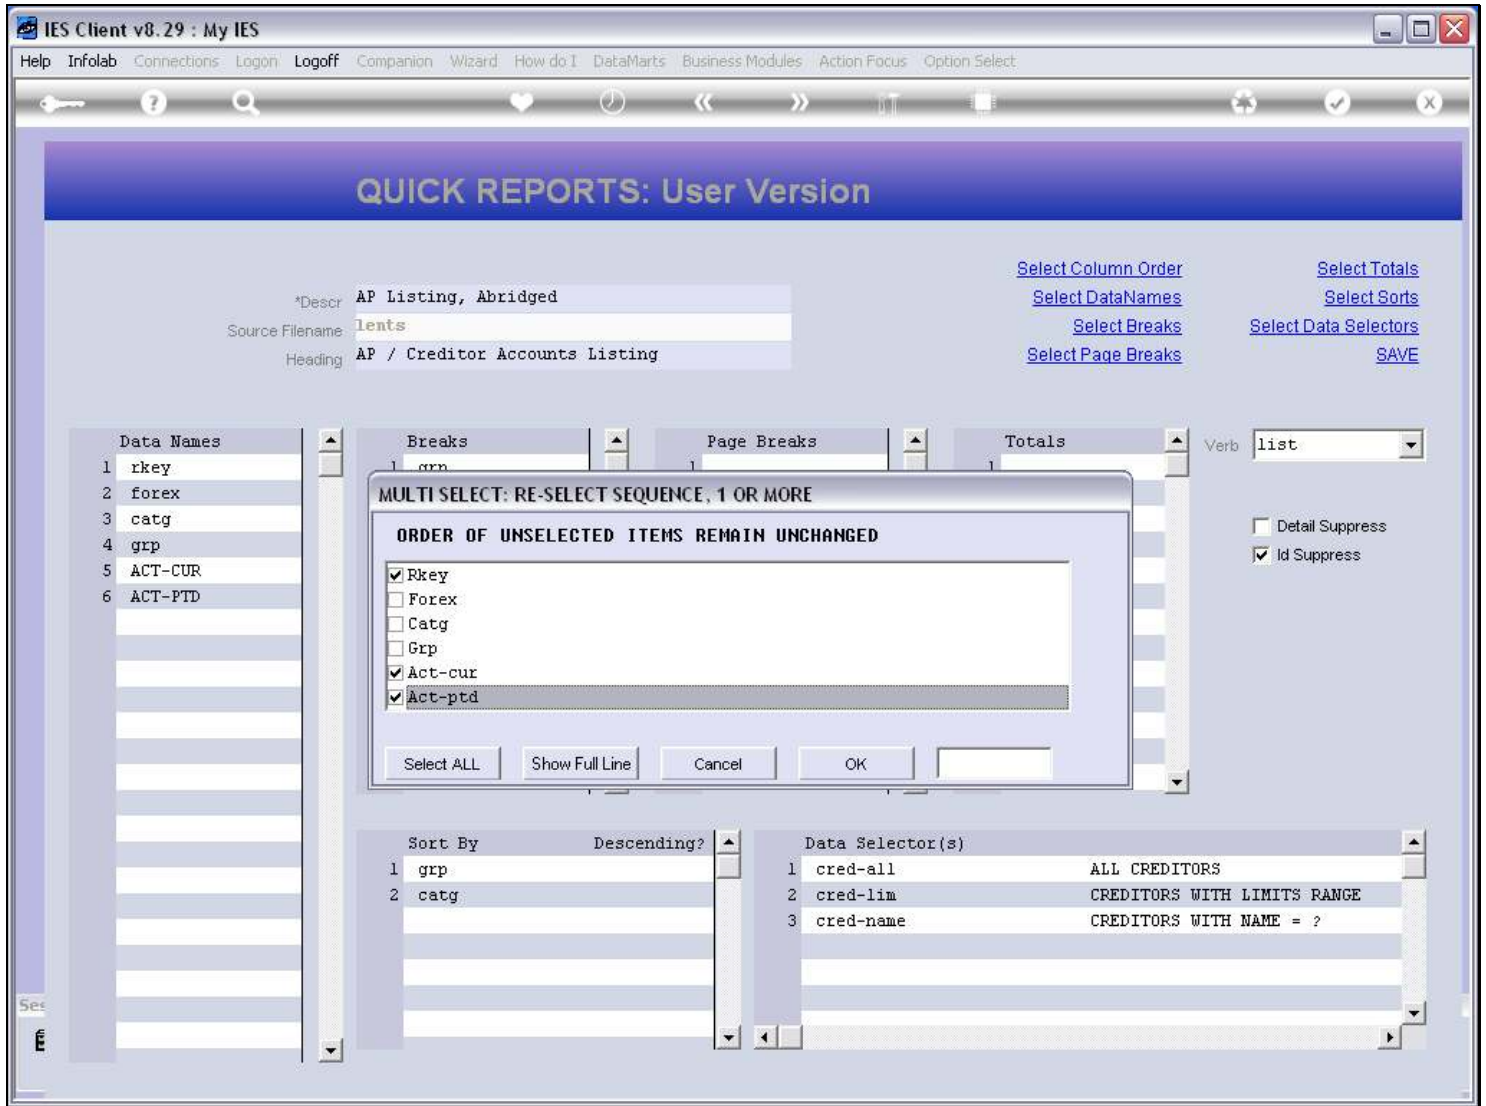 IES Client v8.29 : My IES
Help Infolab Connections Logon Logoff Companion Wizard How do I DataMarts Business Modules Action Focus Option Select
QUICK REPORTS: User Version
Select Column Order Select Totals
*Descr AP Listing, Abridged Select DataNames Select Sorts
Source Filename lents Select Breaks Select Data Selectors
Heading AP / Creditor Accounts Listing Select Page Breaks SAVE
Data Names Breaks Page Breaks Totals Verb list
1 rkey 1 grp 1 1
2 forex
3 catg
4 grp
5 ACT-CUR
6 ACT-PTD
Detail Suppress
Id Suppress
MULTI SELECT: RE-SELECT SEQUENCE, 1 OR MORE
ORDER OF UNSELECTED ITEMS REMAIN UNCHANGED
Rkey
Forex
Catg
Grp
Act-cur
Act-ptd
Select ALL Show Full Line Cancel OK
Sort By Descending? Data Selector(s)
1 grp 1 cred-all ALL CREDITORS
2 catg 2 cred-lim CREDITORS WITH LIMITS RANGE
3 cred-name CREDITORS WITH NAME = ?